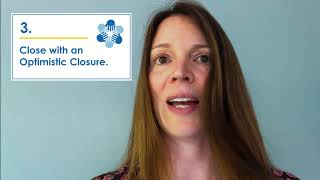 3.
Close with an
Optimistic Closure.